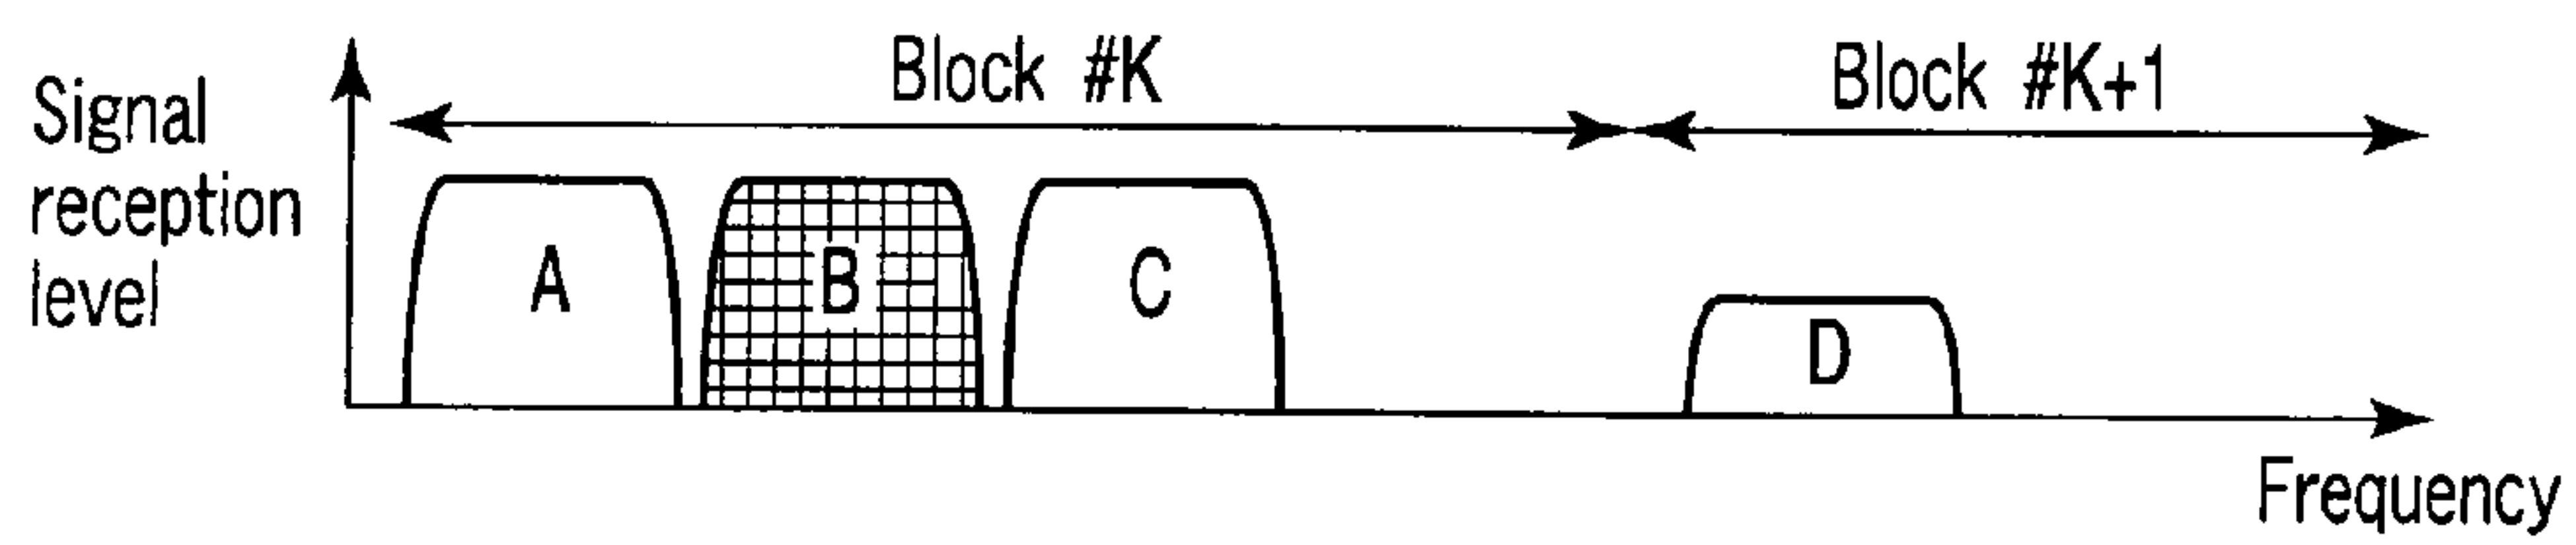 Signal
reception
level
Block #K
Block #K+1
A
B
C
D
Frequency